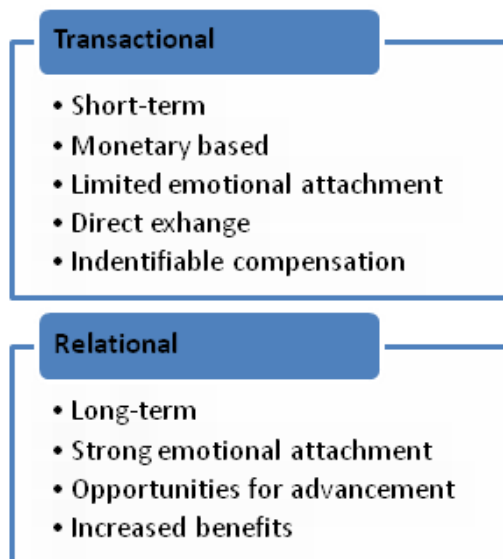 Transactional
• Short-term
• Monetary based
• Limited emotional attachment
• Direct exhange
• Indentifiable compensation
Relational
• Long-term
• Strong emotional attachment
• Opportunities for advancement
• Increased benefits